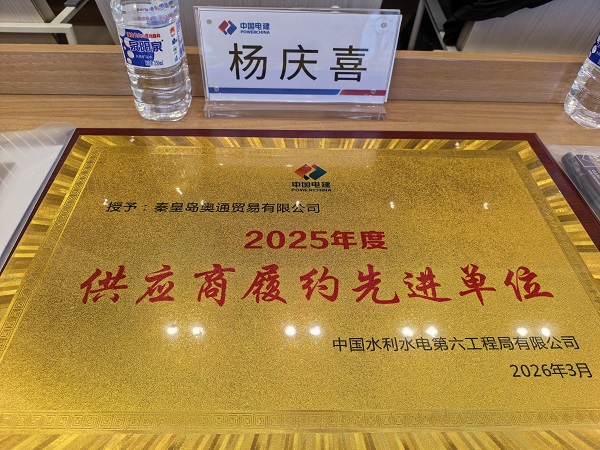 中国电建
POWERCHINA
杨庆喜
中国电建
POWERCHINA
授予：秦皇岛奥通贸易有限公司
2025年度
供应商履约先进单位
中国水利水电第六工程局有限公司
2026年3月